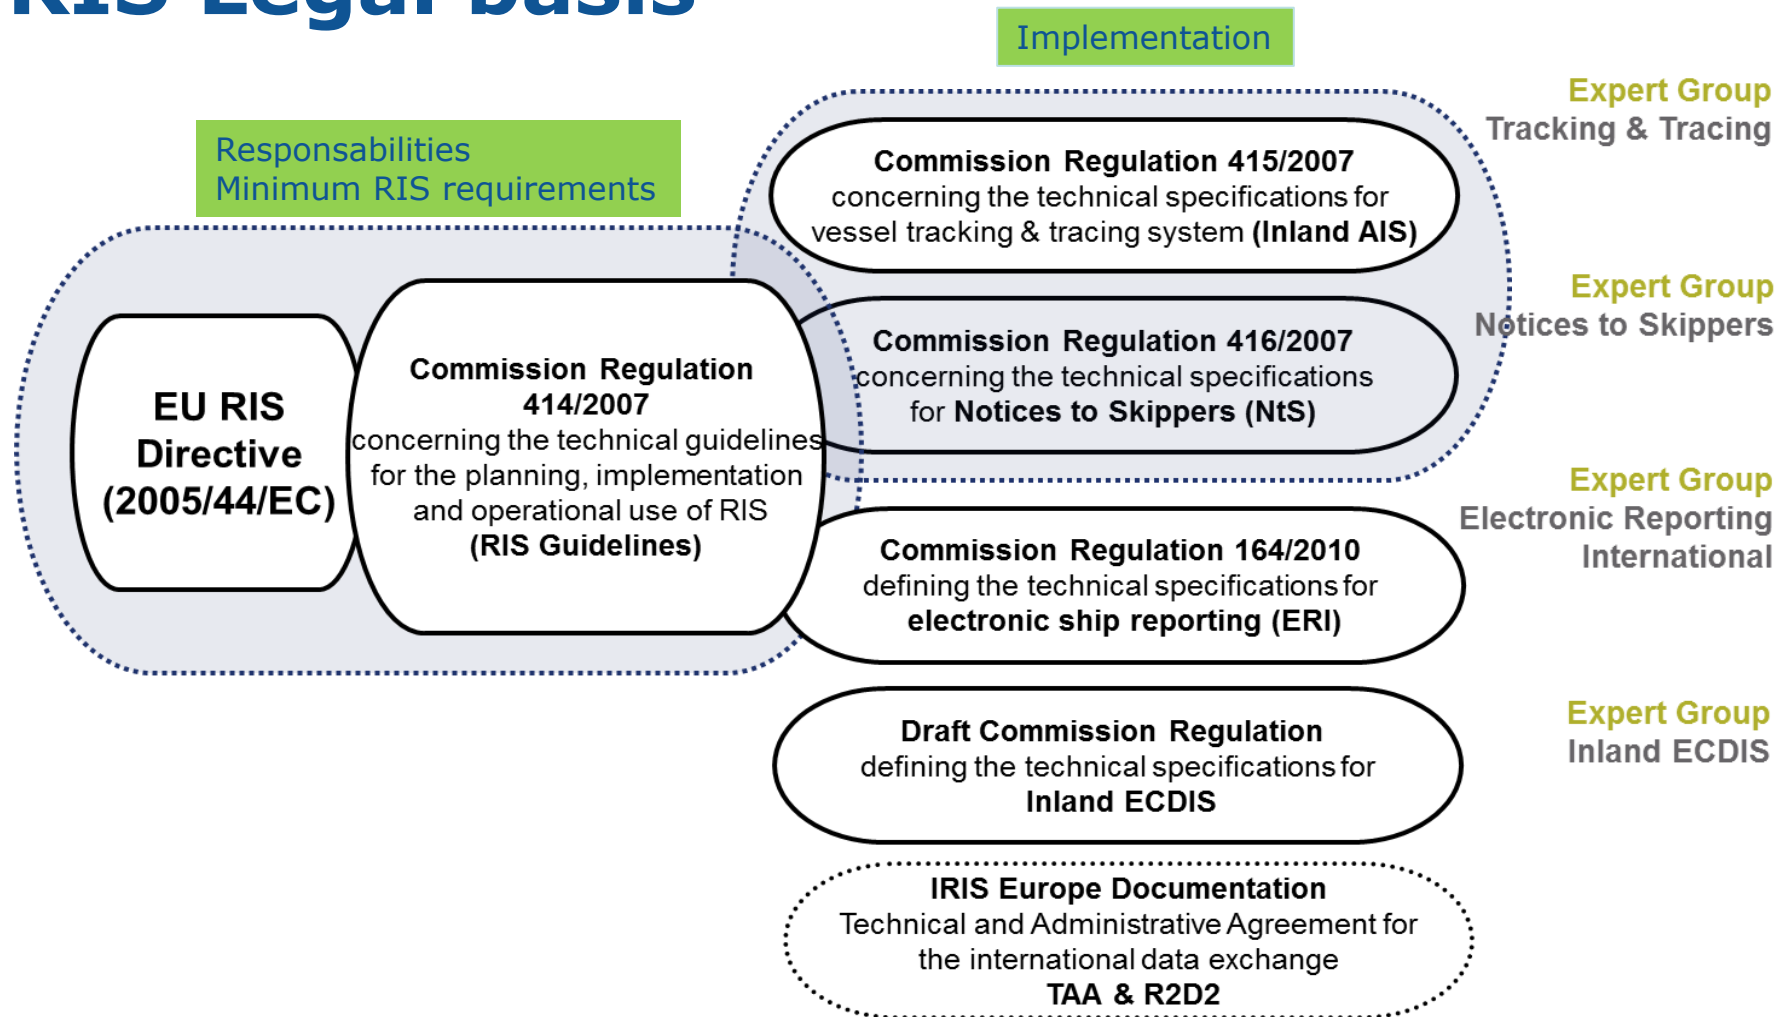 RIS Legal basis
Implementation
Responsabilities
Minimum RIS requirements
EU RIS
Directive
(2005/44/EC)
Commission Regulation
414/2007
concerning the technical guidelines
for the planning, implementation
and operational use of RIS
(RIS Guidelines)
Commission Regulation 415/2007
concerning the technical specifications for
vessel tracking & tracing system (Inland AIS)
Expert Group
Tracking & Tracing
Commission Regulation 416/2007
concerning the technical specifications
for Notices to Skippers (NtS)
Expert Group
Notices to Skippers
Commission Regulation 164/2010
defining the technical specifications for
electronic ship reporting (ERI)
Expert Group
Electronic Reporting
International
Draft Commission Regulation
defining the technical specifications for
Inland ECDIS
Expert Group
Inland ECDIS
IRIS Europe Documentation
Technical and Administrative Agreement for
the international data exchange
TAA & R2D2